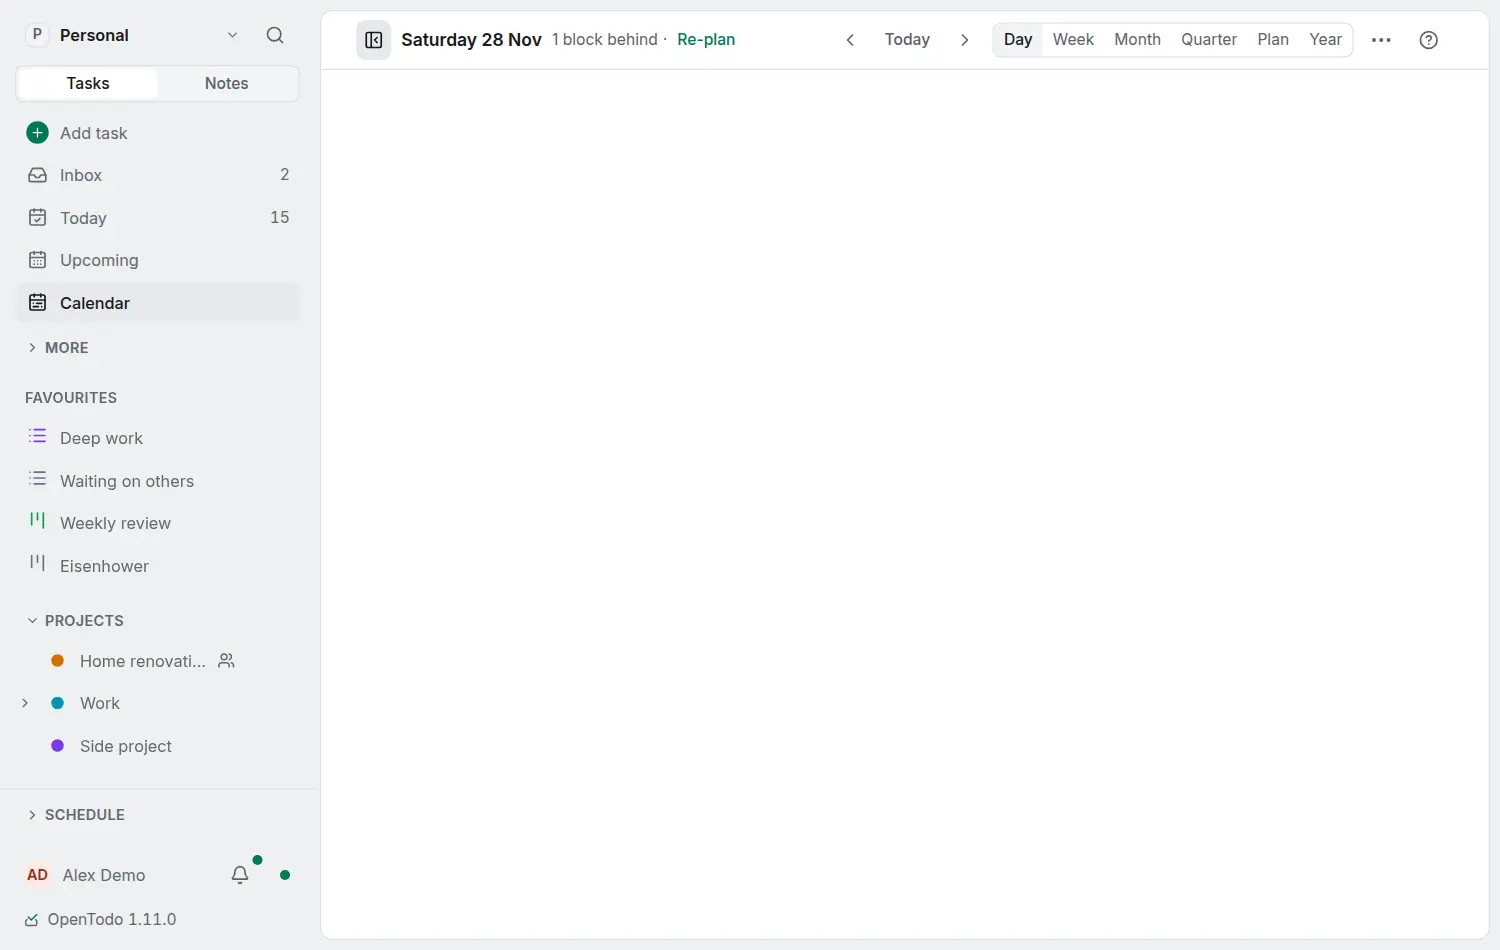 P Personal
Tasks Notes
Add task
Inbox 2
Today 15
Upcoming
Calendar
MORE
FAVOURITES
Deep work
Waiting on others
Weekly review
Eisenhower
PROJECTS
Home renovati...
Work
Side project
SCHEDULE
AD Alex Demo
OpenTodo 1.11.0
Saturday 28 Nov 1 block behind · Re-plan Today Day Week Month Quarter Plan Year